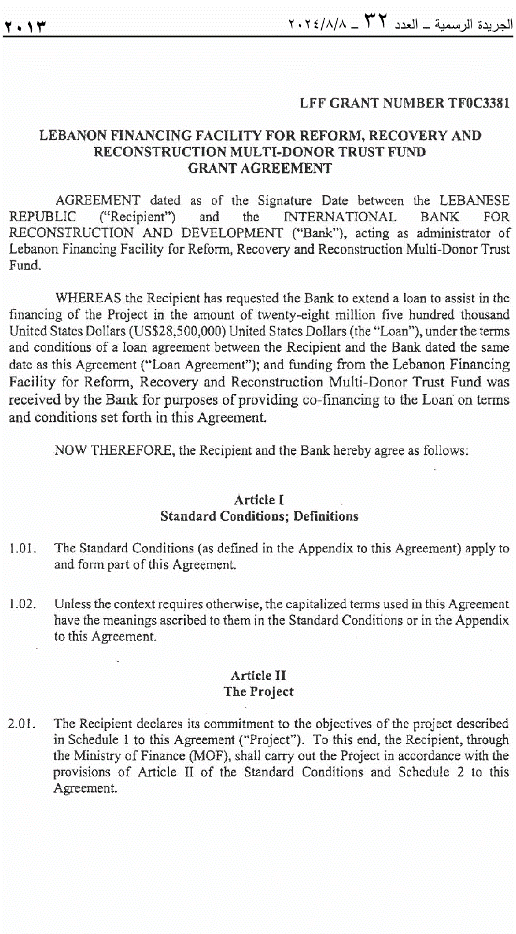 الجريدة الرسمية – العدد ٣٢ – ٢٠٢٤/٨/٨ ٢٠١٣
LFF GRANT NUMBER TF0C3381
LEBANON FINANCING FACILITY FOR REFORM, RECOVERY AND
RECONSTRUCTION MULTI-DONOR TRUST FUND
GRANT AGREEMENT
AGREEMENT dated as of the Signature Date between the LEBANESE
REPUBLIC (“Recipient”) and the INTERNATIONAL BANK FOR
RECONSTRUCTION AND DEVELOPMENT (“Bank”), acting as administrator of
Lebanon Financing Facility for Reform, Recovery and Reconstruction Multi-Donor Trust
Fund.
WHEREAS the Recipient has requested the Bank to extend a loan to assist in the
financing of the Project in the amount of twenty-eight million five hundred thousand
United States Dollars (US$28,500,000) United States Dollars (the “Loan”), under the terms
and conditions of a loan agreement between the Recipient and the Bank dated the same
date as this Agreement (“Loan Agreement”); and funding from the Lebanon Financing
Facility for Reform, Recovery and Reconstruction Multi-Donor Trust Fund was
received by the Bank for purposes of providing co-financing to the Loan on terms
and conditions set forth in this Agreement.
NOW THEREFORE, the Recipient and the Bank hereby agree as follows:
Article I
Standard Conditions; Definitions
1.01. The Standard Conditions (as defined in the Appendix to this Agreement) apply to
and form part of this Agreement.
1.02. Unless the context requires otherwise, the capitalized terms used in this Agreement
have the meanings ascribed to them in the Standard Conditions or in the Appendix
to this Agreement.
Article II
The Project
2.01. The Recipient declares its commitment to the objectives of the project described
in Schedule 1 to this Agreement (“Project”). To this end, the Recipient, through
the Ministry of Finance (MOF), shall carry out the Project in accordance with the
provisions of Article II of the Standard Conditions and Schedule 2 to this
Agreement.